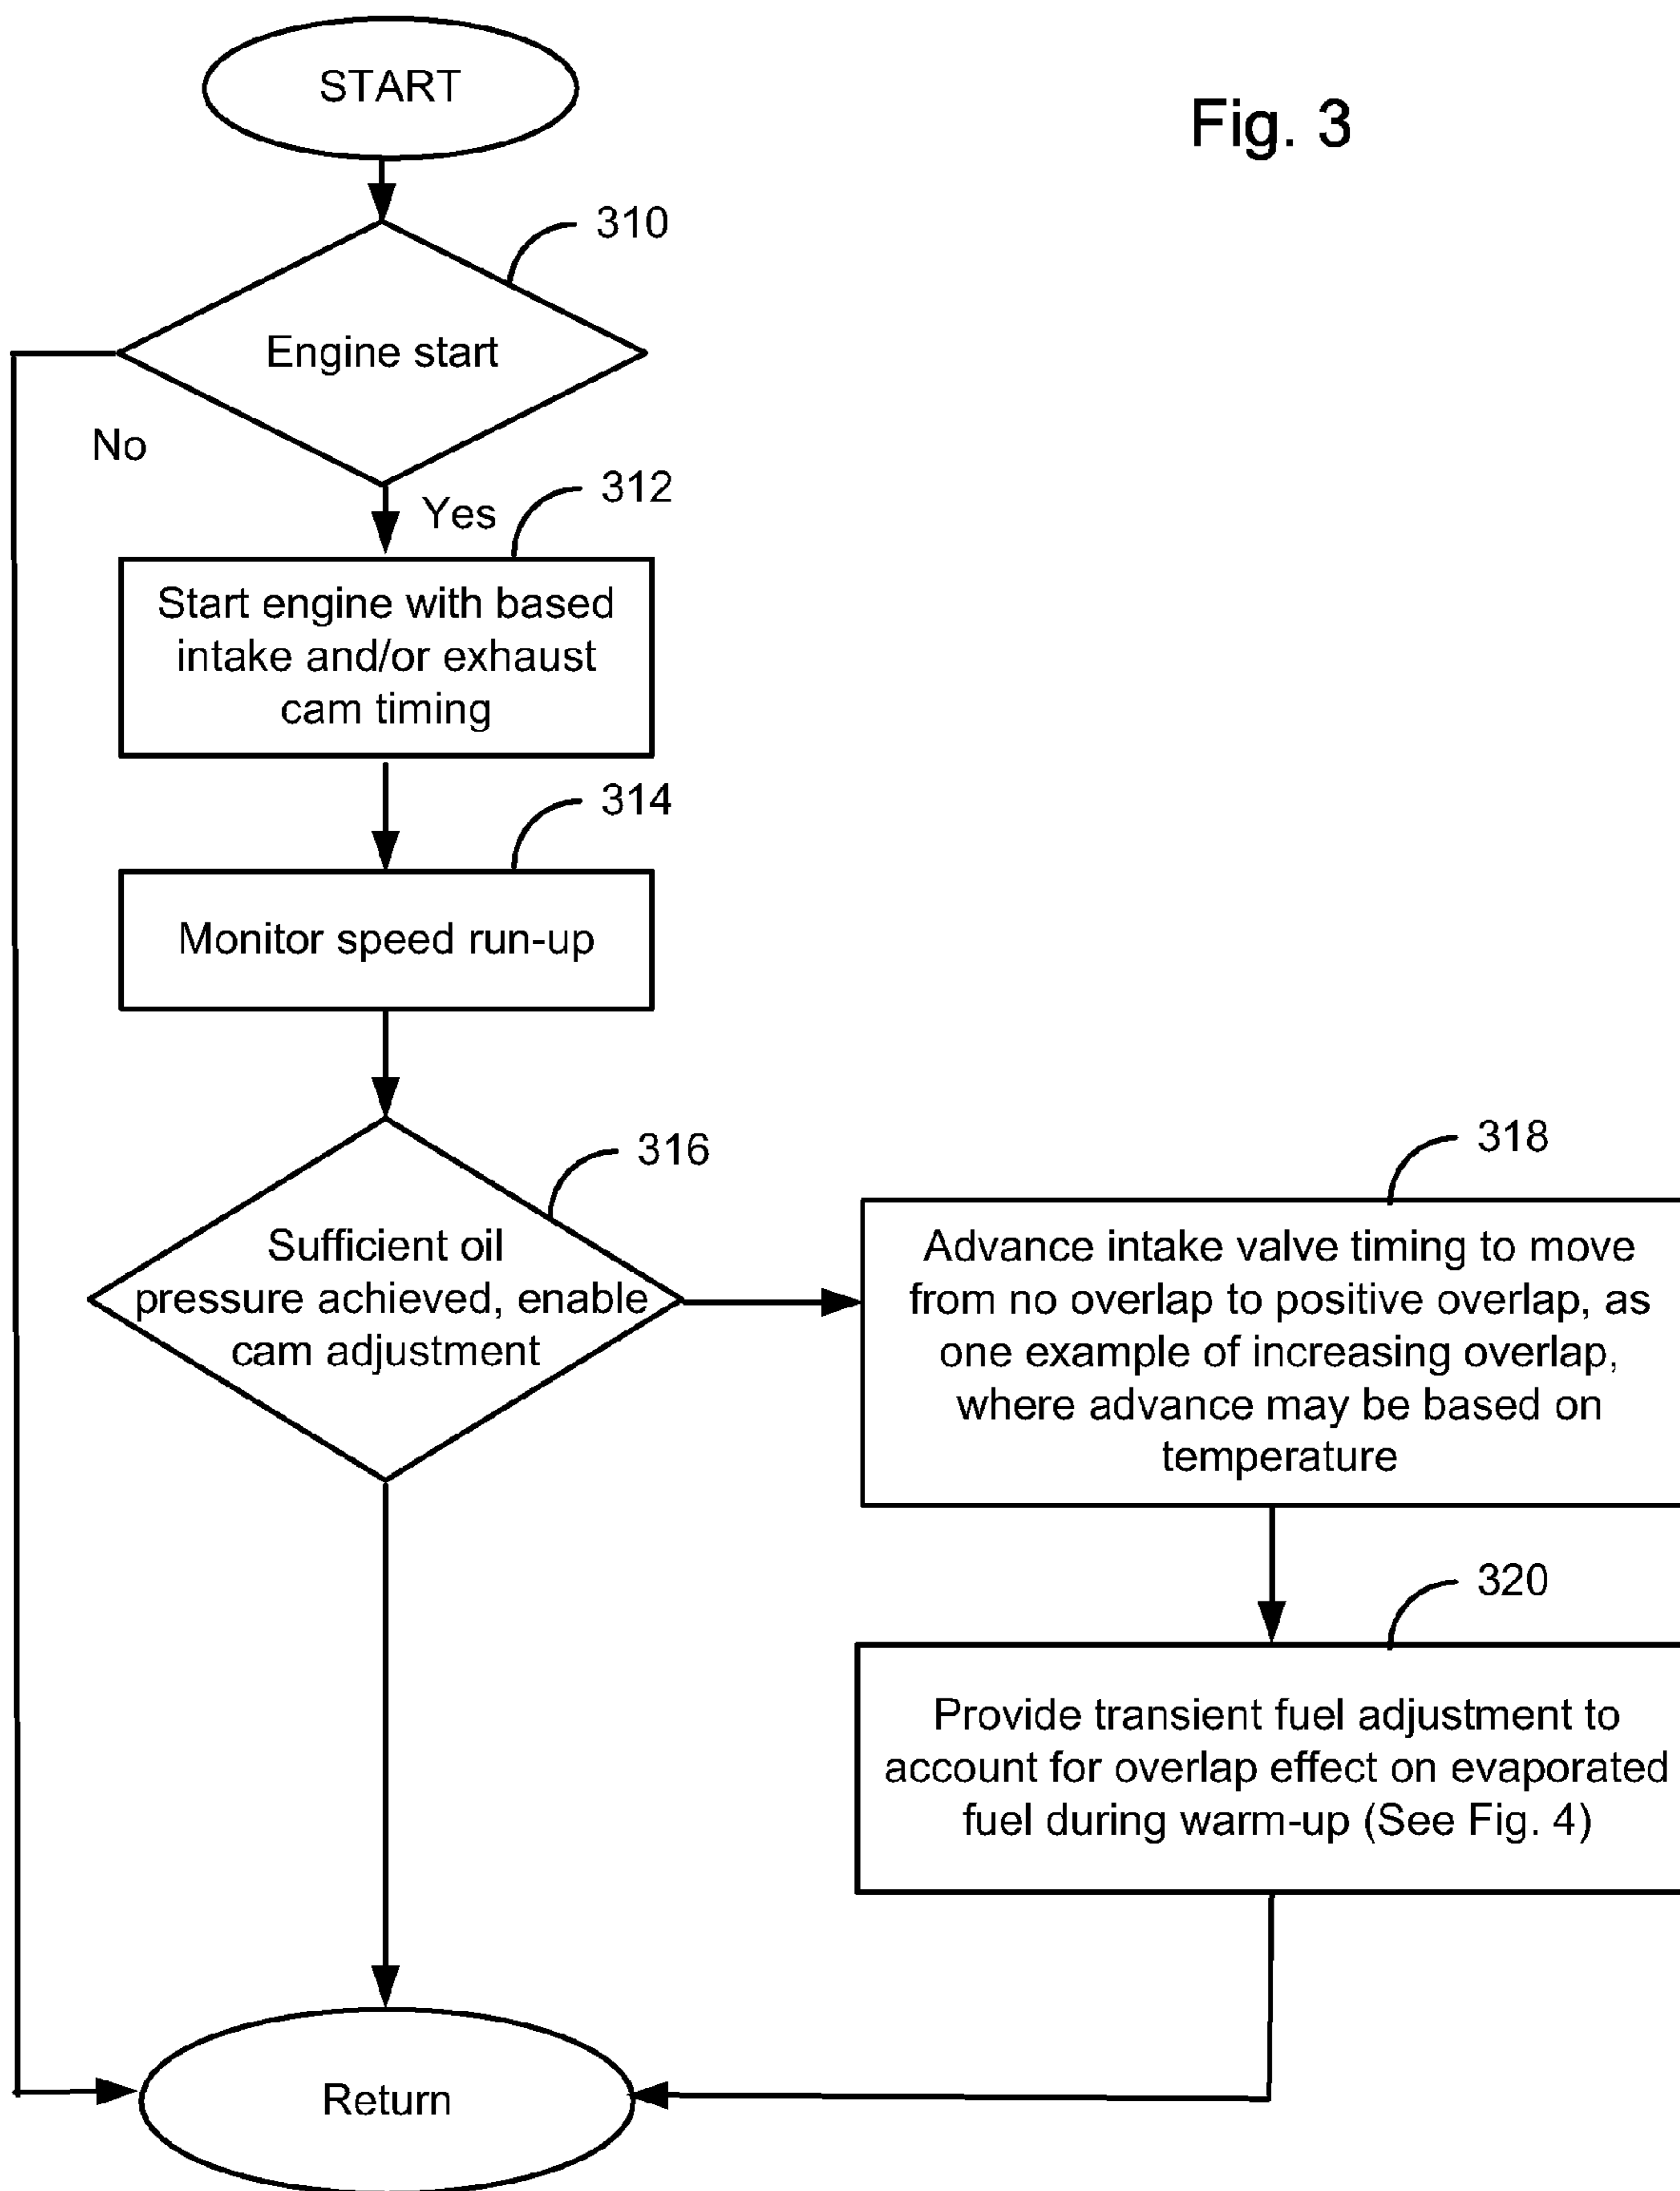 START
Fig. 3
310
Engine start
No
312
Yes
Start engine with based
intake and/or exhaust
cam timing
314
Monitor speed run-up
316
Sufficient oil
pressure achieved, enable
cam adjustment
318
Advance intake valve timing to move
from no overlap to positive overlap, as
one example of increasing overlap,
where advance may be based on
temperature
320
Provide transient fuel adjustment to
account for overlap effect on evaporated
fuel during warm-up (See Fig. 4)
Return